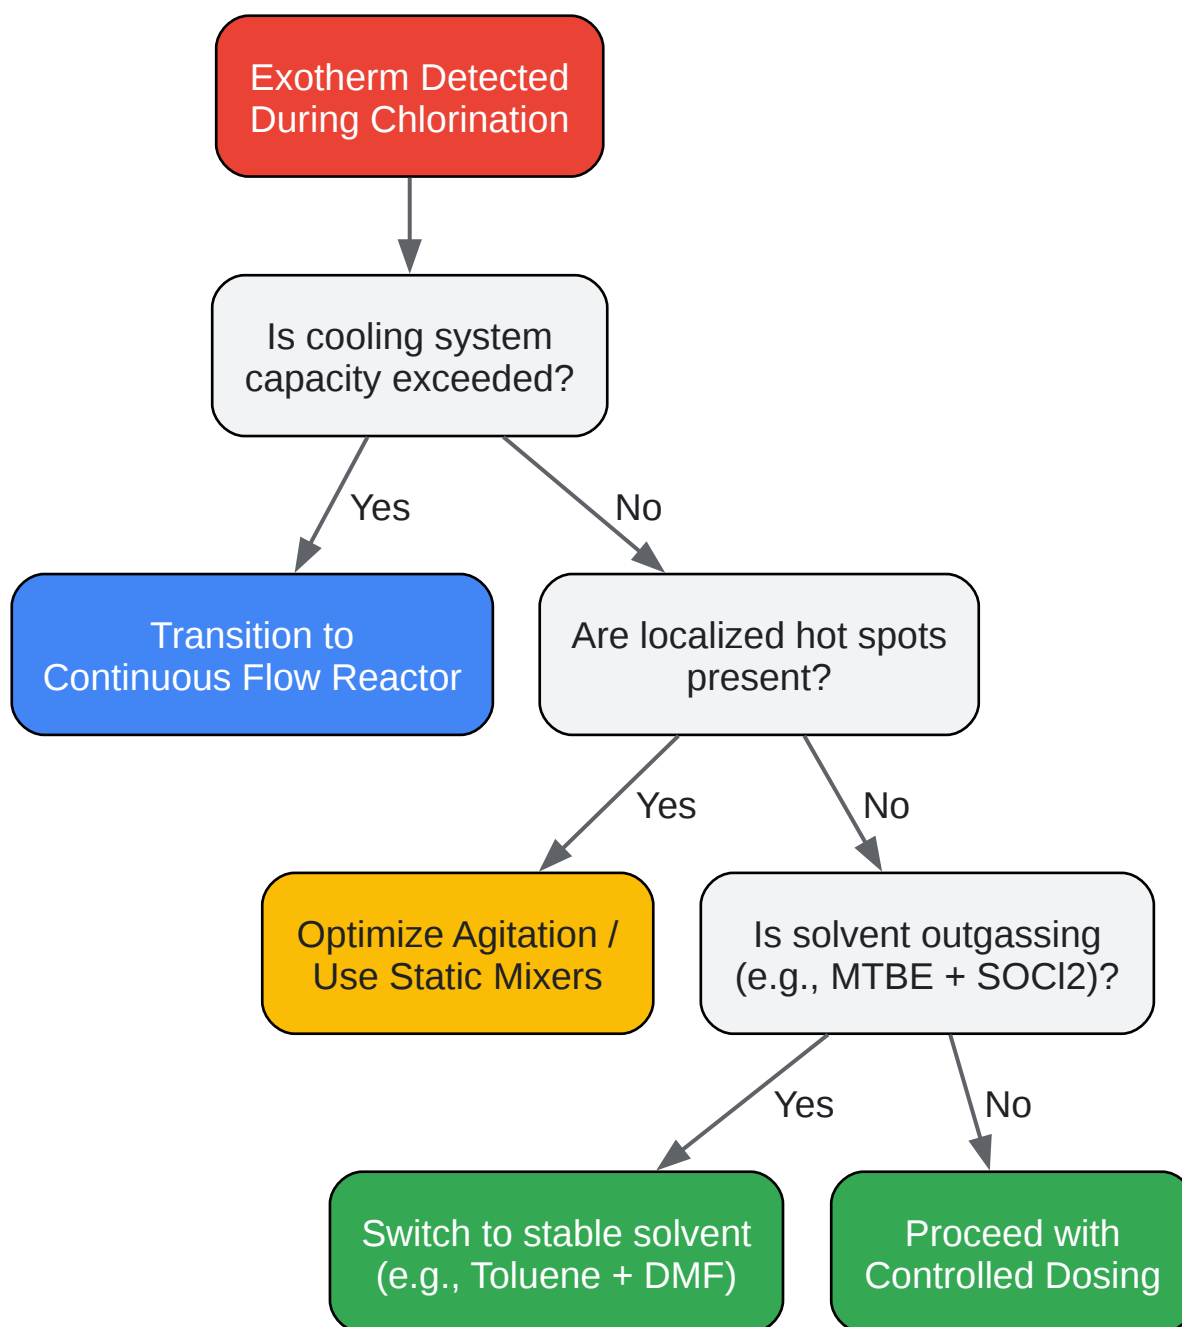 Exotherm Detected
During Chlorination
Is cooling system
capacity exceeded?
Yes
No
Transition to
Continuous Flow Reactor
Are localized hot spots
present?
Yes
No
Optimize Agitation /
Use Static Mixers
Is solvent outgassing
(e.g., MTBE + SOCl2)?
Yes
No
Switch to stable solvent
(e.g., Toluene + DMF)
Proceed with
Controlled Dosing